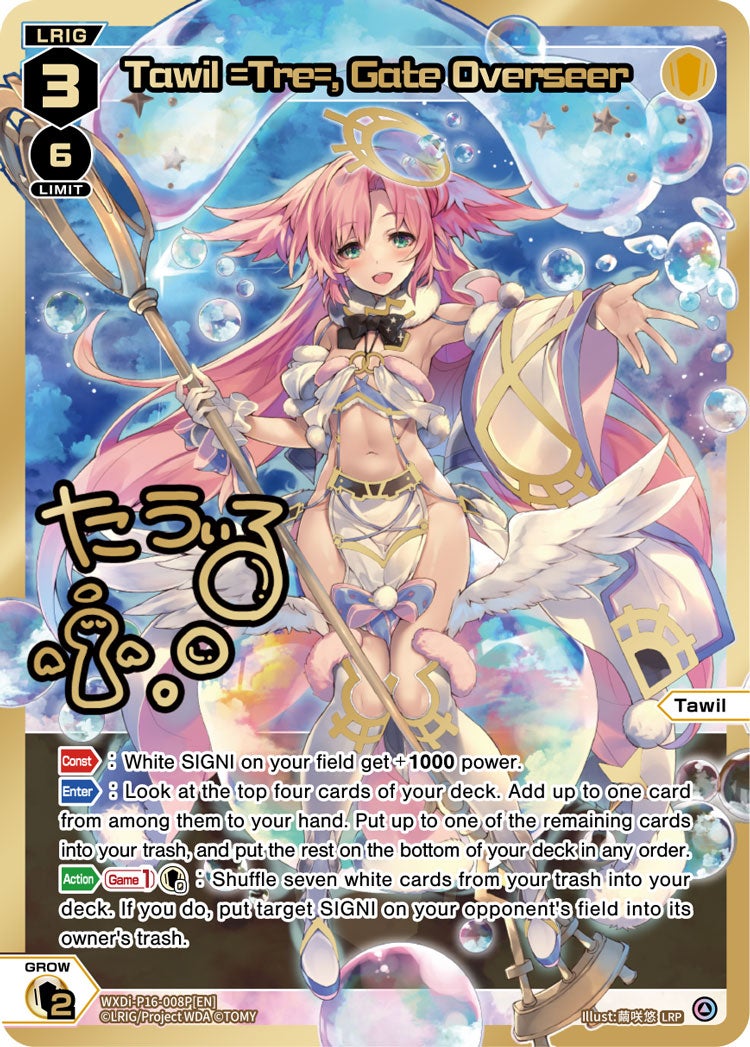 LRIG
3
Tawil =Tre=, Gate Overseer
6
LIMIT
たうぃる
Tawil
Const : White SIGNI on your field get +1000 power.
Enter : Look at the top four cards of your deck. Add up to one card
from among them to your hand. Put up to one of the remaining cards
into your trash, and put the rest on the bottom of your deck in any order.
Action Game 1 0 : Shuffle seven white cards from your trash into your
deck. If you do, put target SIGNI on your opponent's field into its
owner's trash.
GROW
2
WXDi-P16-008P[EN]
©LRIG/ProjectWDA ©TOMY
Illust:繭咲悠 LRP